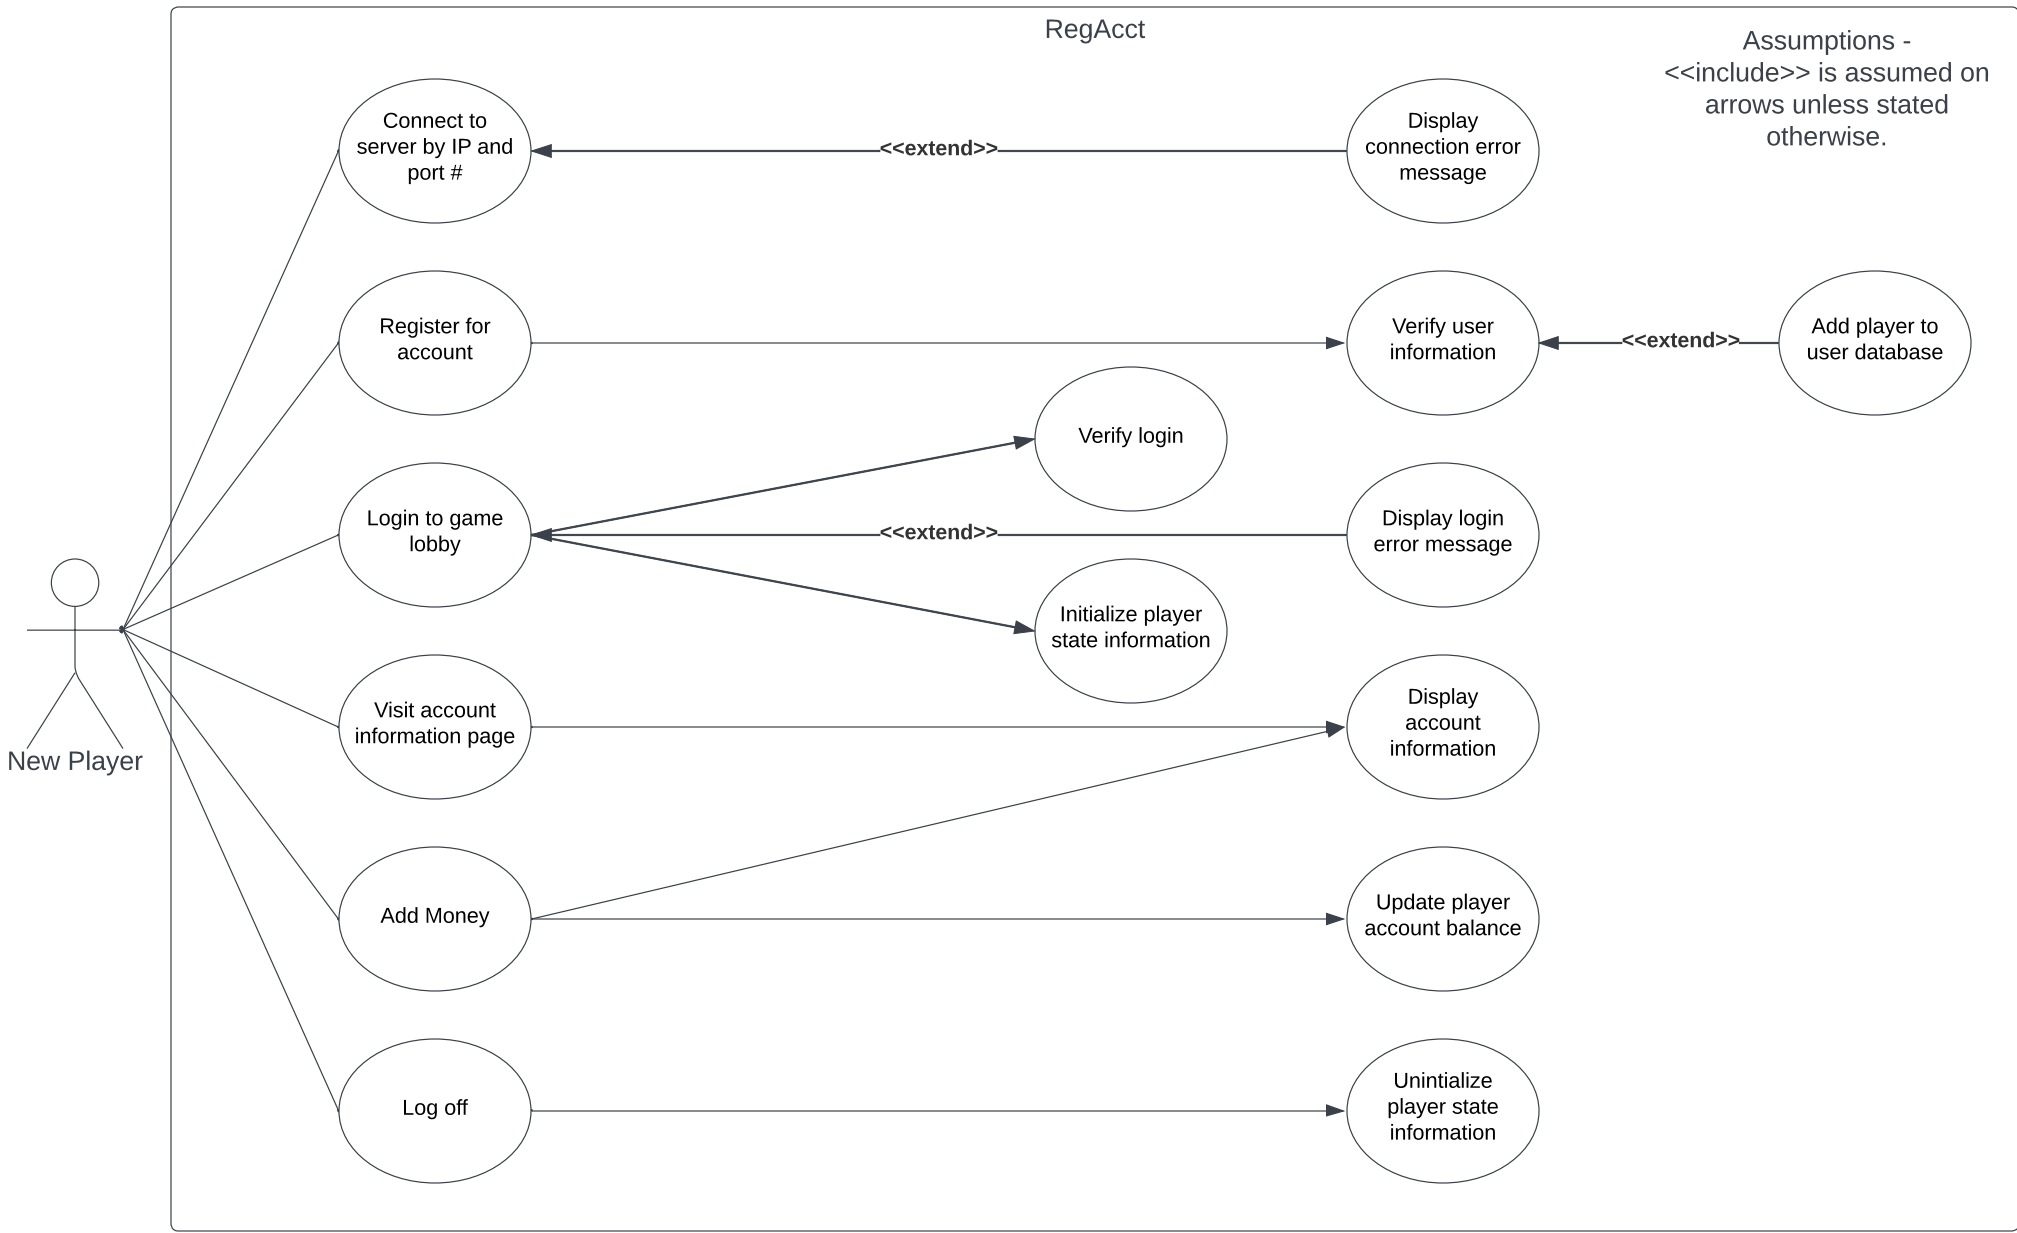 RegAcct
Assumptions -
<<include>> is assumed on
arrows unless stated
otherwise.
Connect to
server by IP and
port #
<<extend>>
Display
connection error
message
Register for
account
Verify user
information
<<extend>>
Add player to
user database
Verify login
Login to game
lobby
<<extend>>
Display login
error message
Initialize player
state information
New Player
Visit account
information page
Display
account
information
Add Money
Update player
account balance
Log off
Unintialize
player state
information